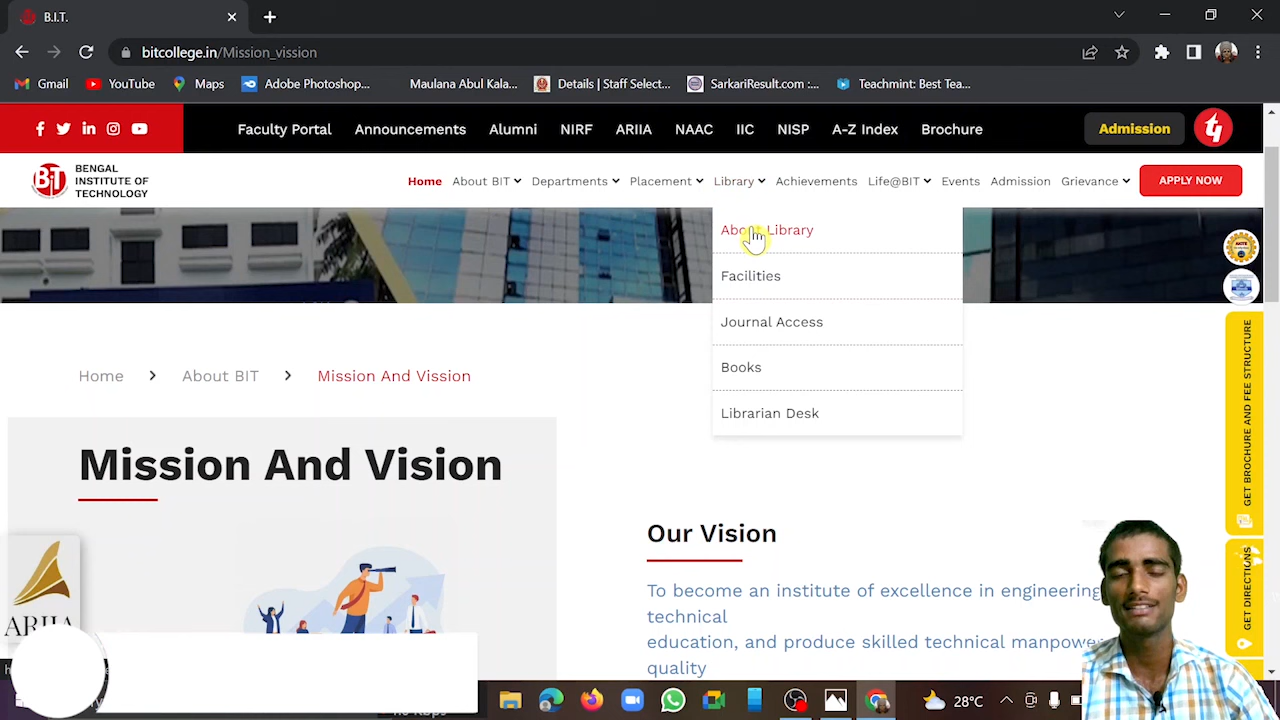 B.I.T.
bitcollege.in/Mission_vission
Gmail YouTube Maps Adobe Photoshop... Maulana Abul Kala... Details | Staff Select... SarkariResult.com :... Teachmint: Best Tea...
Faculty Portal Announcements Alumni NIRF ARIIA NAAC IIC NISP A-Z Index Brochure Admission
BENGAL
INSTITUTE OF
TECHNOLOGY
BIT
Home About BIT Departments Placement Library Achievements Life@BIT Events Admission Grievance APPLY NOW
About Library
Facilities
Journal Access
Books
Librarian Desk
Home > About BIT > Mission And Vission
Mission And Vision
Our Vision
To become an institute of excellence in engineering
technical
education, and produce skilled technical manpower
quality
GET BROCHURE AND FEE STRUCTURE
GET DIRECTIONS
ARIIA
28°C